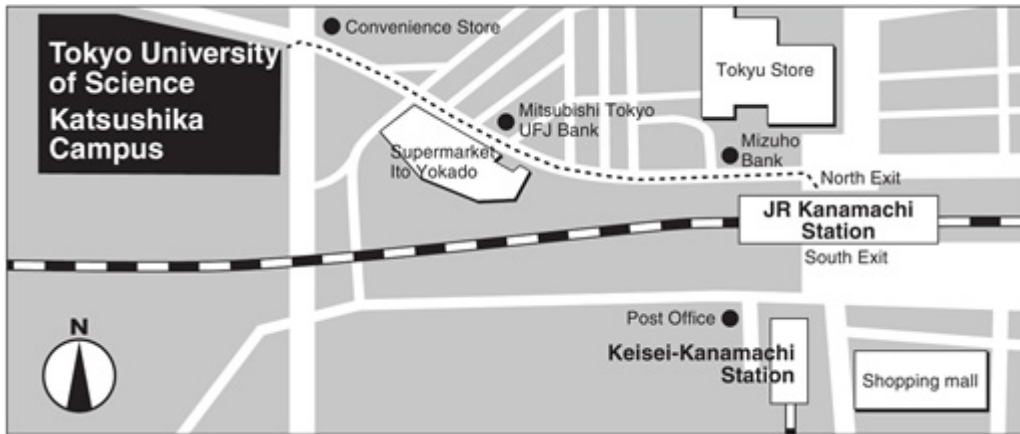 Tokyo University
of Science
Katsushika
Campus
Convenience Store
Mitsubishi Tokyo
UFJ Bank
Supermarket
Ito Yokado
Tokyu Store
Mizuho
Bank
North Exit
JR Kanamachi
Station
South Exit
Post Office
Keisei-Kanamachi
Station
Shopping mall
N